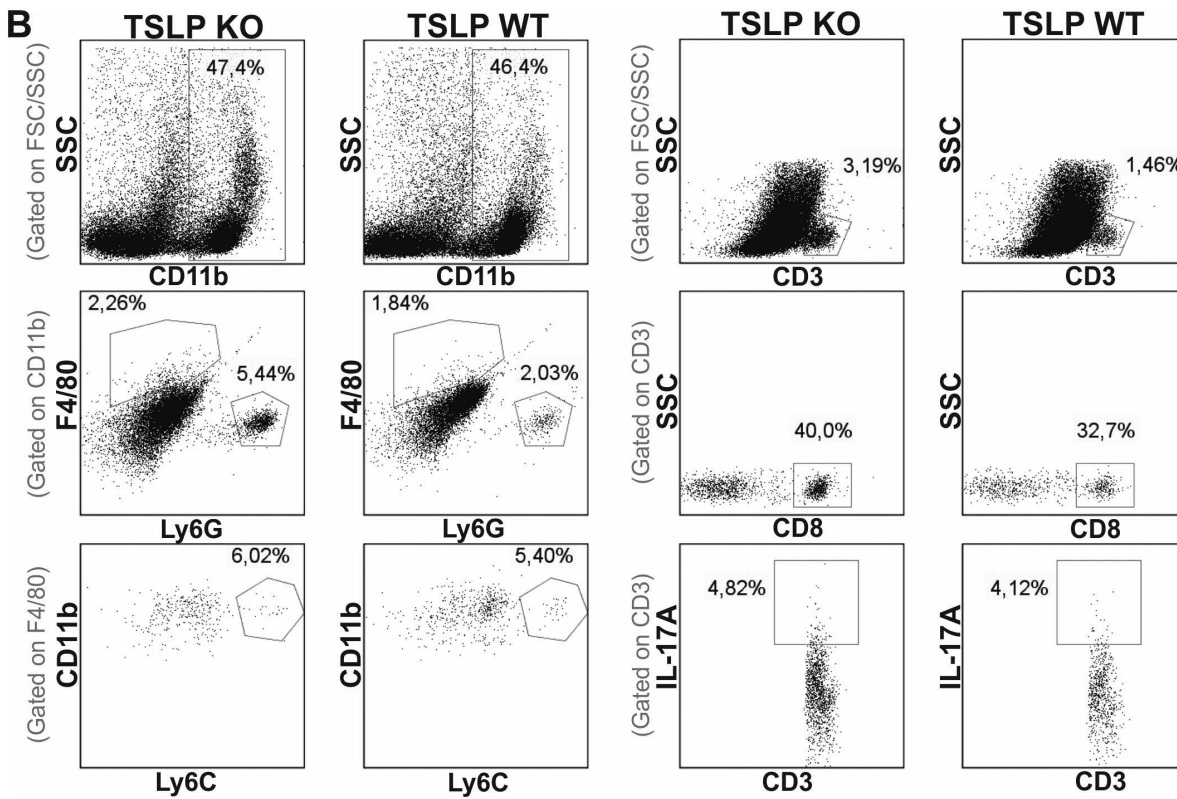 B
TSLP KO
TSLP WT
TSLP KO
TSLP WT
(Gated on FSC/SSC)
SSC
47,4%
CD11b
SSC
46,4%
CD11b
(Gated on FSC/SSC)
SSC
3,19%
CD3
SSC
1,46%
CD3
(Gated on CD11b)
F4/80
2,26%
5,44%
Ly6G
F4/80
1,84%
2,03%
Ly6G
(Gated on CD3)
SSC
40,0%
CD8
SSC
32,7%
CD8
(Gated on F4/80)
CD11b
6,02%
Ly6C
CD11b
5,40%
Ly6C
(Gated on CD3)
IL-17A
4,82%
CD3
IL-17A
4,12%
CD3